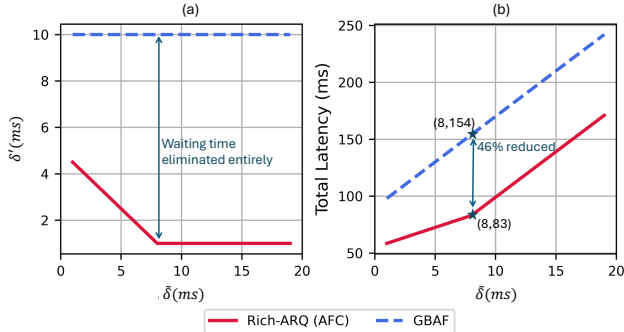 (a)
10
8
6
4
2
0
5
10
15
20
δ'(ms)
Waiting time
eliminated entirely
, δ̃(ms)
(b)
250
200
150
100
50
0
5
10
15
20
Total Latency (ms)
(8,154)
46% reduced
(8,83)
δ̃(ms)
Rich-ARQ (AFC)
GBAF